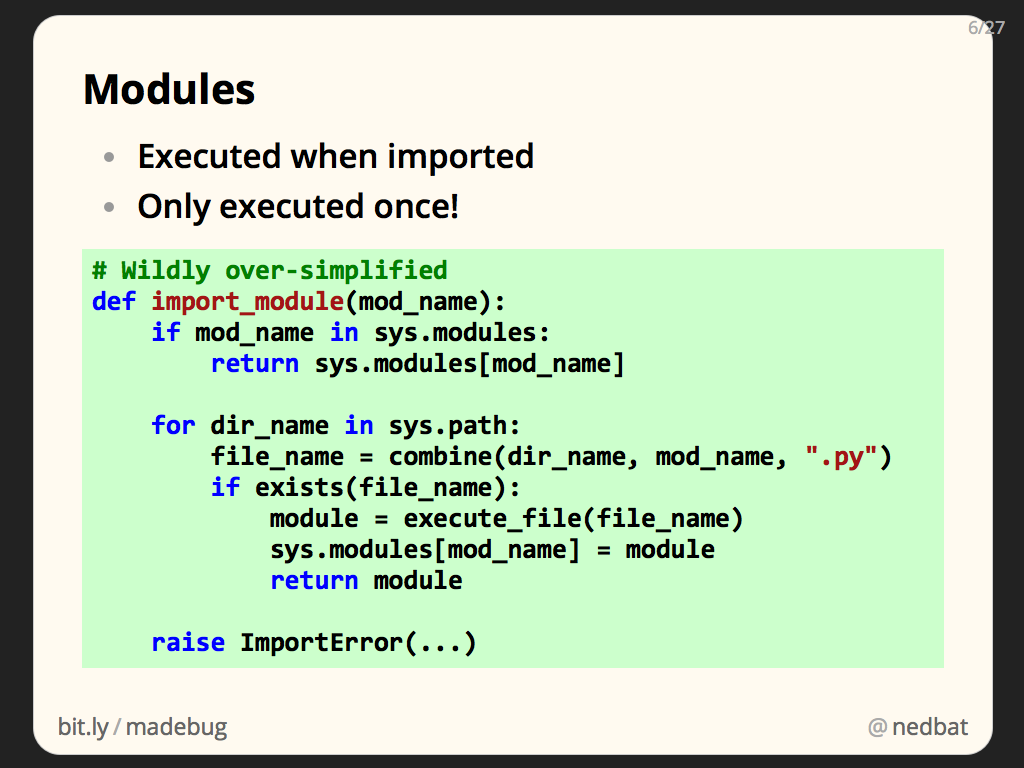 6/27
Modules
• Executed when imported
• Only executed once!
# Wildly over-simplified
def import_module(mod_name):
    if mod_name in sys.modules:
        return sys.modules[mod_name]

    for dir_name in sys.path:
        file_name = combine(dir_name, mod_name, ".py")
        if exists(file_name):
            module = execute_file(file_name)
            sys.modules[mod_name] = module
            return module

    raise ImportError(...)
bit.ly/madebug
@nedbat